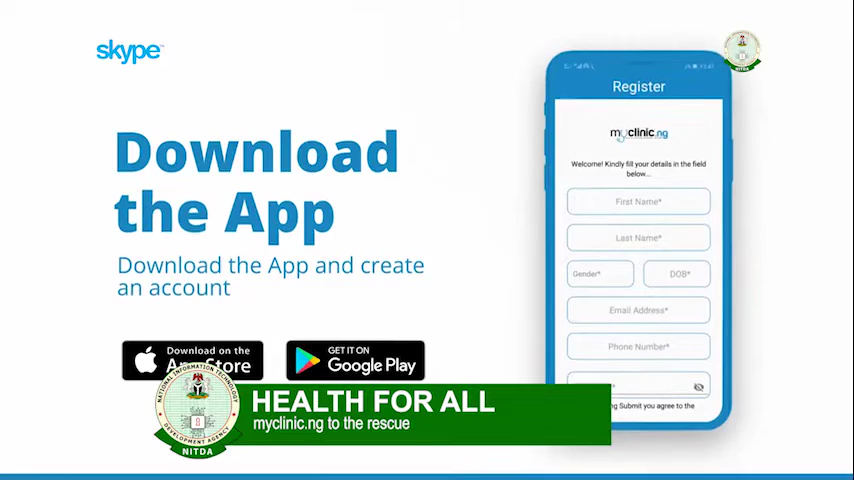 skype
Register
myclinic.ng
Welcome! Kindly fill your details in the field
below...
First Name*
Last Name*
Gender*
DOB*
Email Address*
Phone Number*
Submit you agree to the
Download
the App
Download the App and create
an account
Download on the
App Store
GET IT ON
Google Play
NATIONAL INFORMATION TECHNOLOGY
DEVELOPMENT AGENCY
NITDA
HEALTH FOR ALL
myclinic.ng to the rescue
NITDA